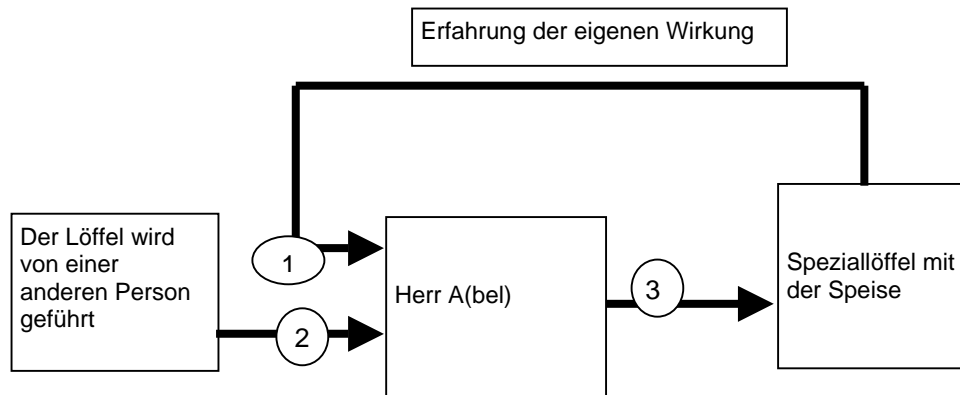 Erfahrung der eigenen Wirkung
Der Löffel wird
von einer
anderen Person
geführt
1
2
Herr A(bel)
3
Speziallöffel mit
der Speise